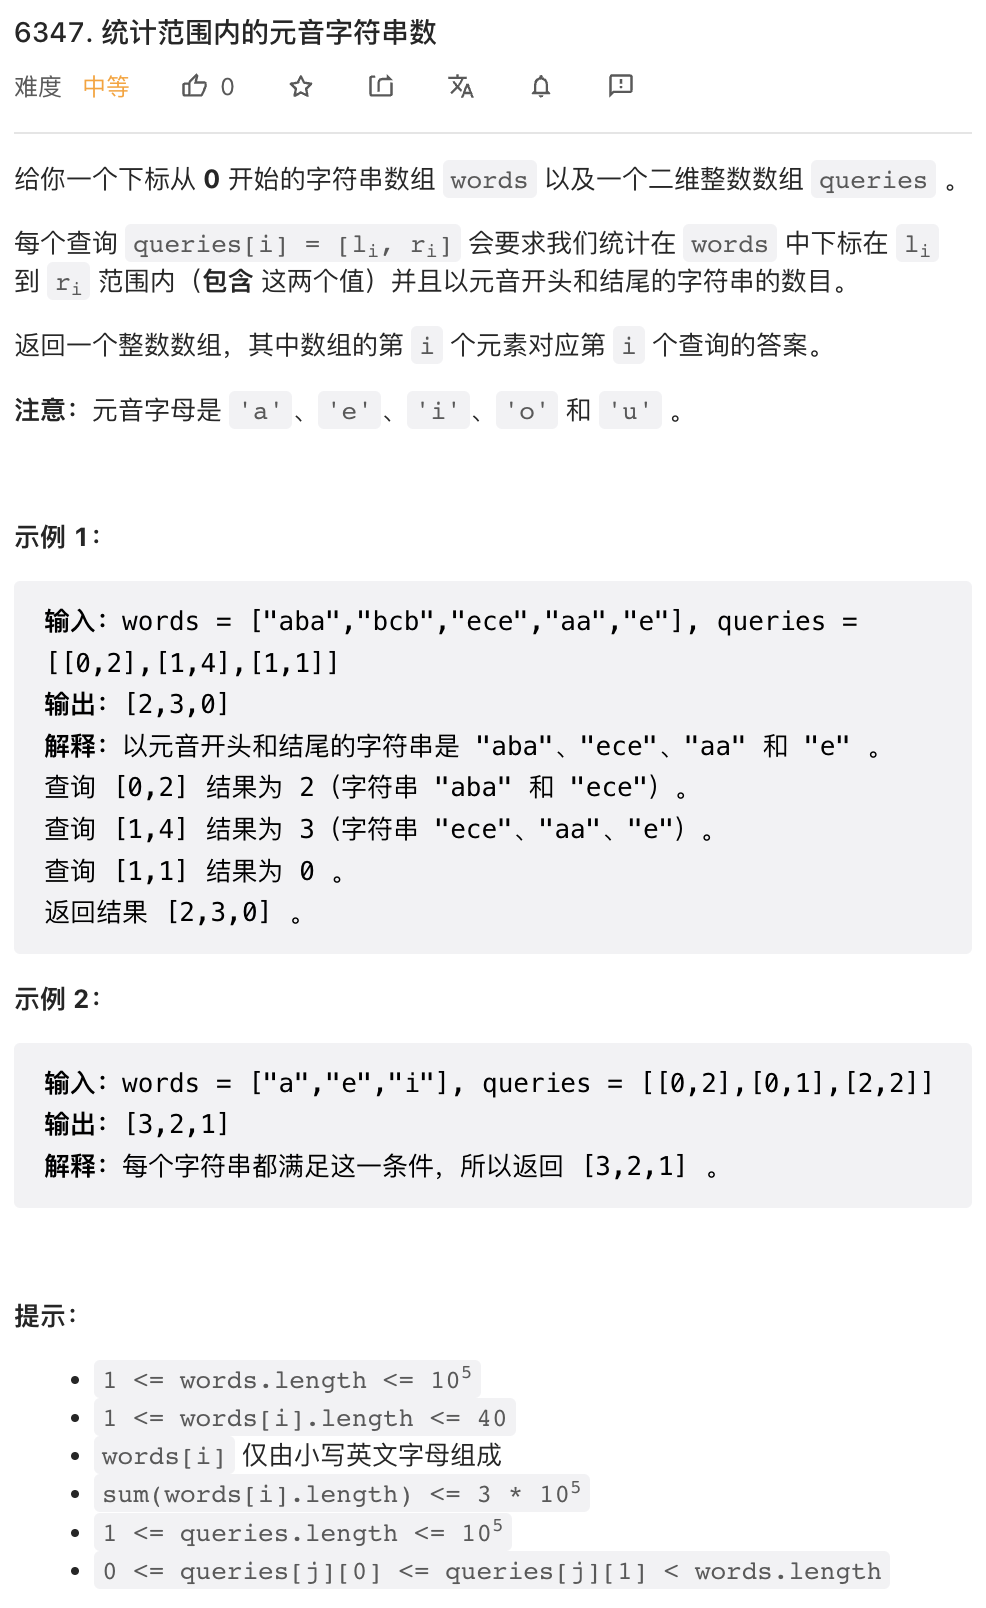 6347. 统计范围内的元音字符串数
难度 中等 0
给你一个下标从 0 开始的字符串数组 words 以及一个二维整数数组 queries 。
每个查询 queries[i] = [lᵢ, rᵢ] 会要求我们统计在 words 中下标在 lᵢ
到 rᵢ 范围内（包含 这两个值）并且以元音开头和结尾的字符串的数目。
返回一个整数数组，其中数组的第 i 个元素对应第 i 个查询的答案。
注意：元音字母是 'a'、'e'、'i'、'o' 和 'u' 。
示例 1：
输入：words = ["aba","bcb","ece","aa","e"], queries =
[[0,2],[1,4],[1,1]]
输出：[2,3,0]
解释：以元音开头和结尾的字符串是 "aba"、"ece"、"aa" 和 "e" 。
查询 [0,2] 结果为 2（字符串 "aba" 和 "ece"）。
查询 [1,4] 结果为 3（字符串 "ece"、"aa"、"e"）。
查询 [1,1] 结果为 0 。
返回结果 [2,3,0] 。
示例 2：
输入：words = ["a","e","i"], queries = [[0,2],[0,1],[2,2]]
输出：[3,2,1]
解释：每个字符串都满足这一条件，所以返回 [3,2,1] 。
提示：
• 1 <= words.length <= 10⁵
• 1 <= words[i].length <= 40
• words[i] 仅由小写英文字母组成
• sum(words[i].length) <= 3 * 10⁵
• 1 <= queries.length <= 10⁵
• 0 <= queries[j][0] <= queries[j][1] < words.length